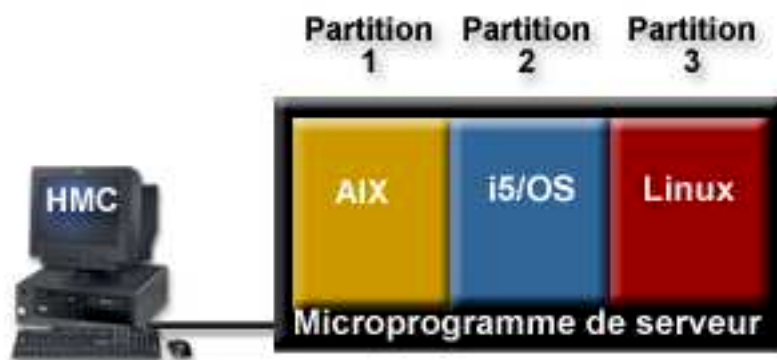 Partition 1
Partition 2
Partition 3
HMC
AIX
i5/OS
Linux
Microprogramme de serveur